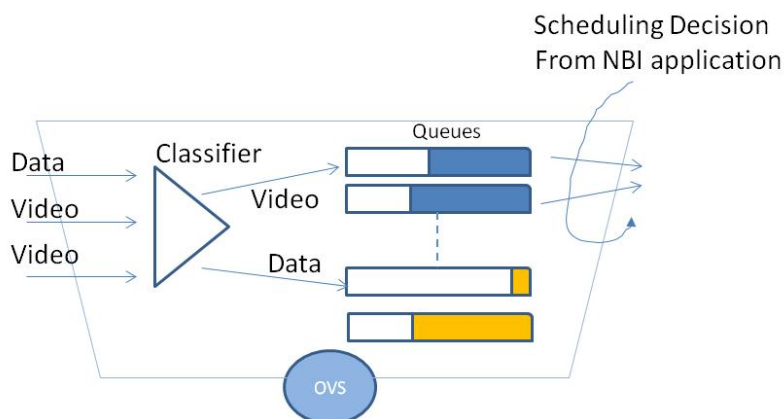 Scheduling Decision
From NBI application
Queues
Classifier
Data
Video
Video
Video
Data
OVS